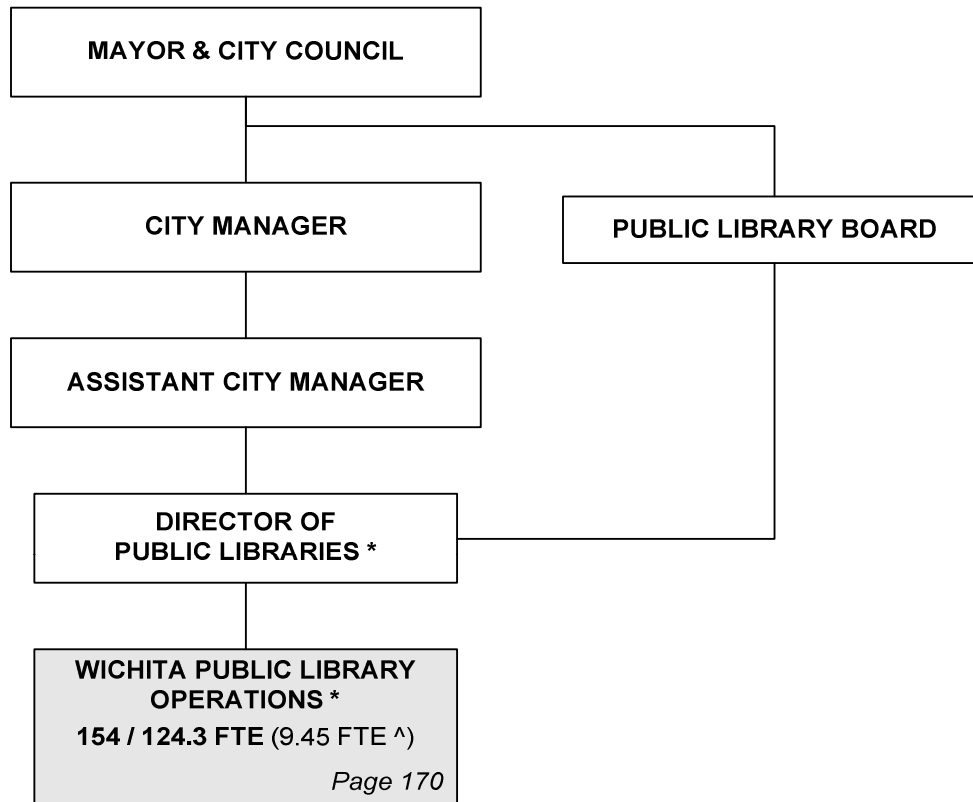 MAYOR & CITY COUNCIL
CITY MANAGER
PUBLIC LIBRARY BOARD
ASSISTANT CITY MANAGER
DIRECTOR OF
PUBLIC LIBRARIES *
WICHITA PUBLIC LIBRARY
OPERATIONS *
154 / 124.3 FTE (9.45 FTE ^)
Page 170